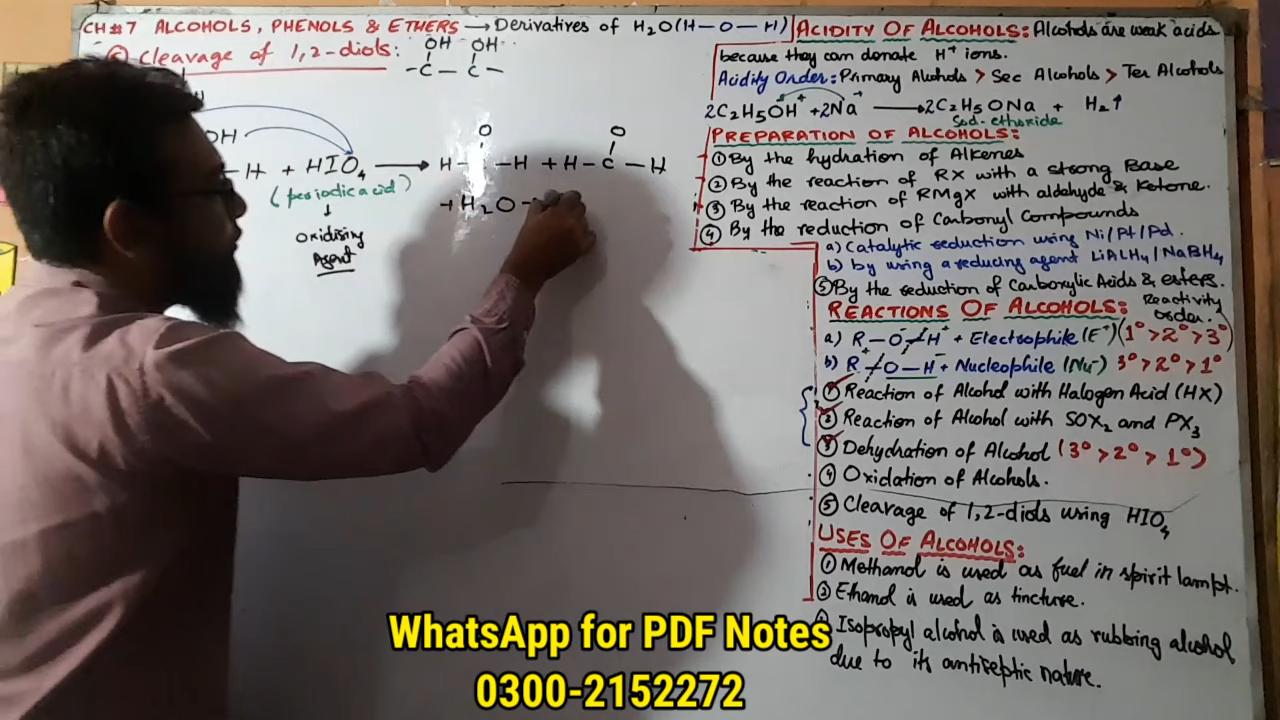 CH#7 ALCOHOLS, PHENOLS & ETHERS → Derivatives of H₂O(H–O–H)
⑥ Cleavage of 1,2-diols:
OH OH
–C–C–
H
OH
–H + HIO₄ → H– –H + H–C–H
O O
(periodic acid)
↓
Oxidising
Agent
+H₂O
ACIDITY OF ALCOHOLS: Alcohols are weak acids
because they can donate H⁺ ions.
Acidity Order: Primary Alcohols > Sec Alcohols > Ter Alcohols
2C₂H₅OH⁺ + 2Na → 2C₂H₅ONa + H₂↑
Sod-ethoxide
PREPARATION OF ALCOHOLS:
① By the hydration of Alkenes
② By the reaction of RX with a strong Base
③ By the reaction of RMgX with aldehyde & Ketone.
④ By the reduction of Carbonyl Compounds
a) Catalytic reduction using Ni/Pt/Pd.
b) by using a reducing agent LiAlH₄/NaBH₄
⑤ By the reduction of Carboxylic Acids & esters.
REACTIONS OF ALCOHOLS: Reactivity order.
a) R–O⁻–H⁺ + Electrophile (E⁺) (1°>2°>3°)
b) R⁺–O–H⁻ + Nucleophile (Nu⁻) 3°>2°>1°
① Reaction of Alcohol with Halogen Acid (HX)
② Reaction of Alcohol with SOX₂ and PX₃
③ Dehydration of Alcohol (3°>2°>1°)
④ Oxidation of Alcohols.
⑤ Cleavage of 1,2-diols using HIO₄
USES OF ALCOHOLS:
① Methanol is used as fuel in spirit lampt.
② Ethanol is used as tincture.
Isopropyl alcohol is used as rubbing alcohol
due to its antiseptic nature.
WhatsApp for PDF Notes
0300-2152272